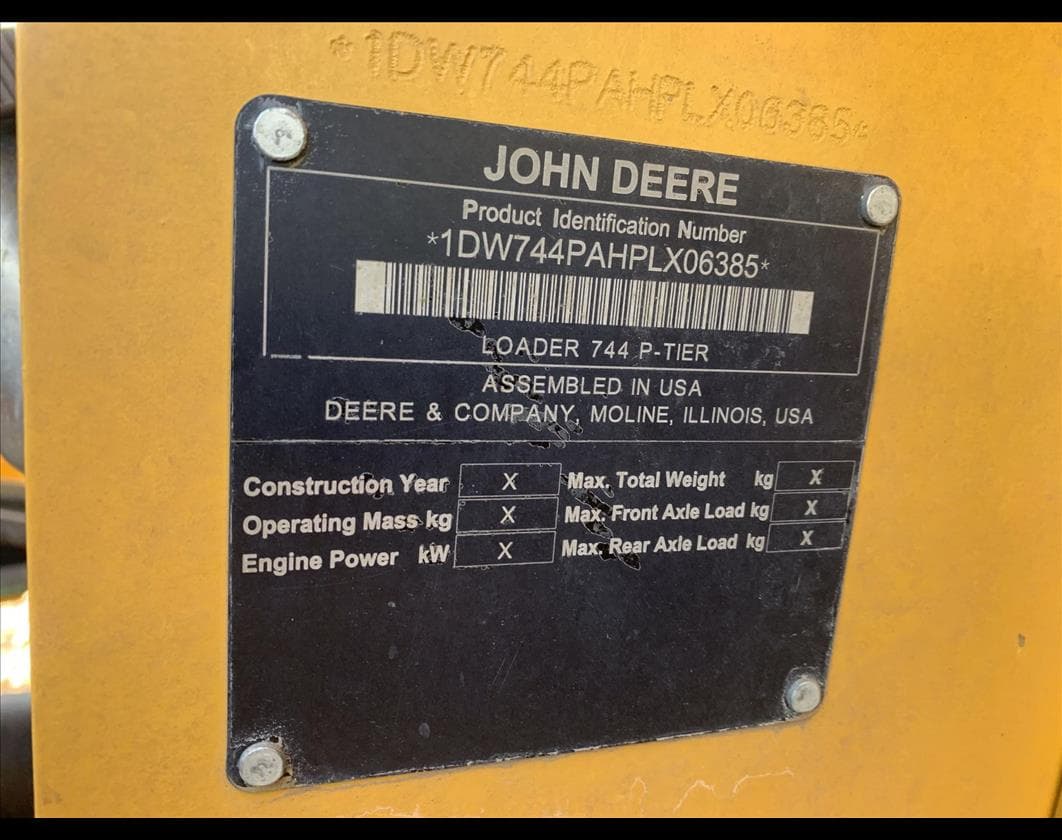 *1DW744PAHPLX06385*
JOHN DEERE
Product Identification Number
*1DW744PAHPLX06385*
LOADER 744 P-TIER
ASSEMBLED IN USA
DEERE & COMPANY, MOLINE, ILLINOIS, USA
Construction Year X Max. Total Weight kg X
Operating Mass kg X Max. Front Axle Load kg X
Engine Power kW X Max. Rear Axle Load kg X